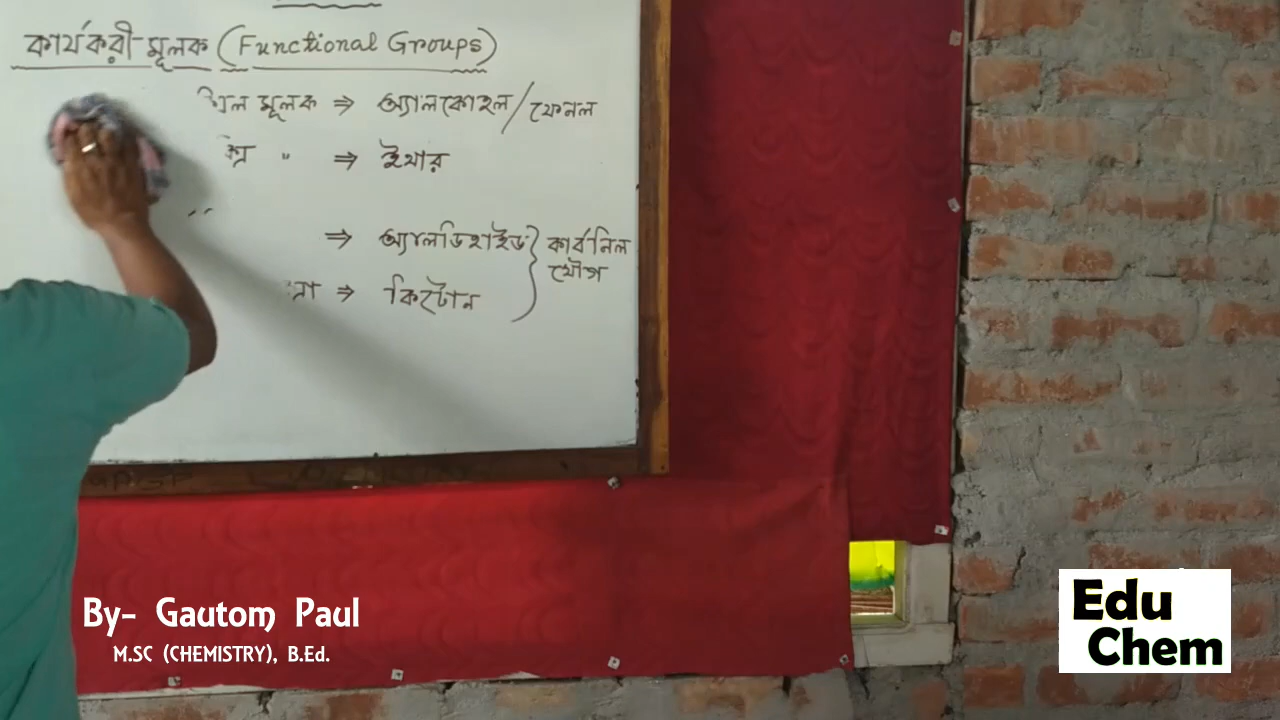 কার্যকরী মূলক (Functional Groups)
মূলক ⇒ অ্যালকোহল / ফেনল
" ⇒ ইথার
⇒ অ্যালডিহাইড } কার্বনিল যৌগ
⇒ কিটোন
By- Gautom Paul
M.SC (CHEMISTRY), B.Ed.
Edu
Chem